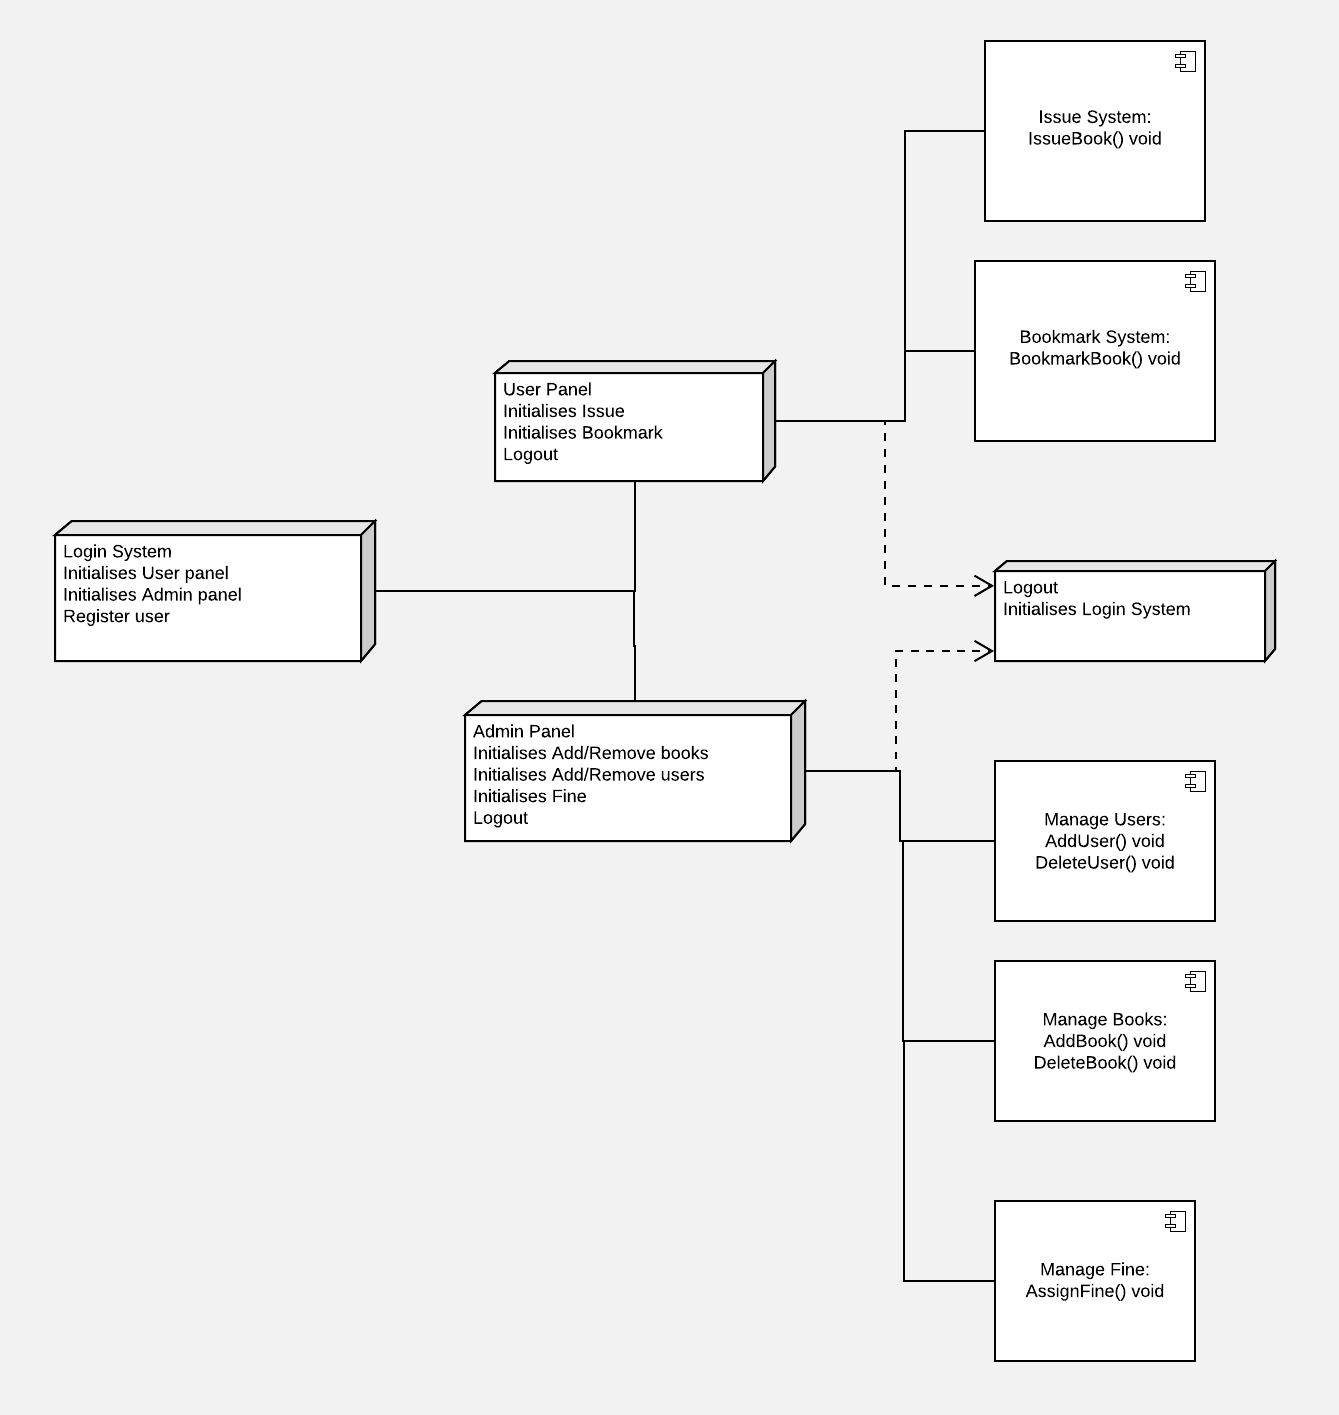 Issue System:
IssueBook() void
Bookmark System:
BookmarkBook() void
User Panel
Initialises Issue
Initialises Bookmark
Logout
Login System
Initialises User panel
Initialises Admin panel
Register user
Logout
Initialises Login System
Admin Panel
Initialises Add/Remove books
Initialises Add/Remove users
Initialises Fine
Logout
Manage Users:
AddUser() void
DeleteUser() void
Manage Books:
AddBook() void
DeleteBook() void
Manage Fine:
AssignFine() void